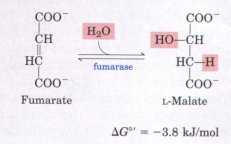 COO⁻
CH
HC
COO⁻
Fumarate
H₂O
fumarase
COO⁻
HO—CH
HC—H
COO⁻
L-Malate
ΔG°′ = −3.8 kJ/mol